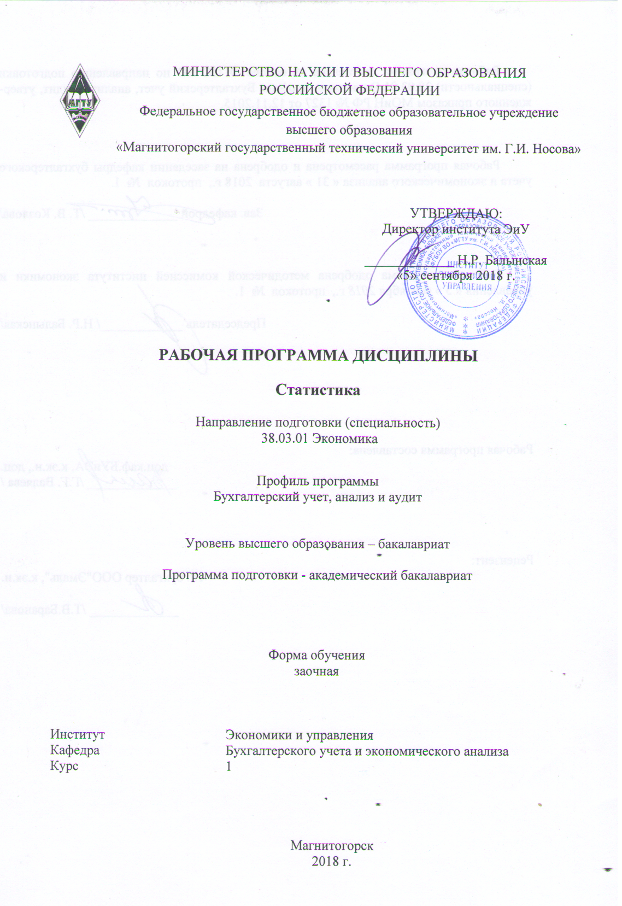 МИНИСТЕРСТВО НАУКИ И ВЫСШЕГО ОБРАЗОВАНИЯ
РОССИЙСКОЙ ФЕДЕРАЦИИ
Федеральное государственное бюджетное образовательное учреждение
высшего образования
«Магнитогорский государственный технический университет им. Г.И. Носова»
МГТУ
УТВЕРЖДАЮ:
Директор института ЭиУ
Н.Р. Балынская
«5» сентября 2018 г.
УПРАВЛЕНИЯ
РАБОЧАЯ ПРОГРАММА ДИСЦИПЛИНЫ
Статистика
Направление подготовки (специальность)
38.03.01 Экономика
Профиль программы
Бухгалтерский учет, анализ и аудит
Уровень высшего образования – бакалавриат
Программа подготовки - академический бакалавриат
Форма обучения
заочная
Институт Экономики и управления
Кафедра Бухгалтерского учета и экономического анализа
Курс 1
Магнитогорск
2018 г.